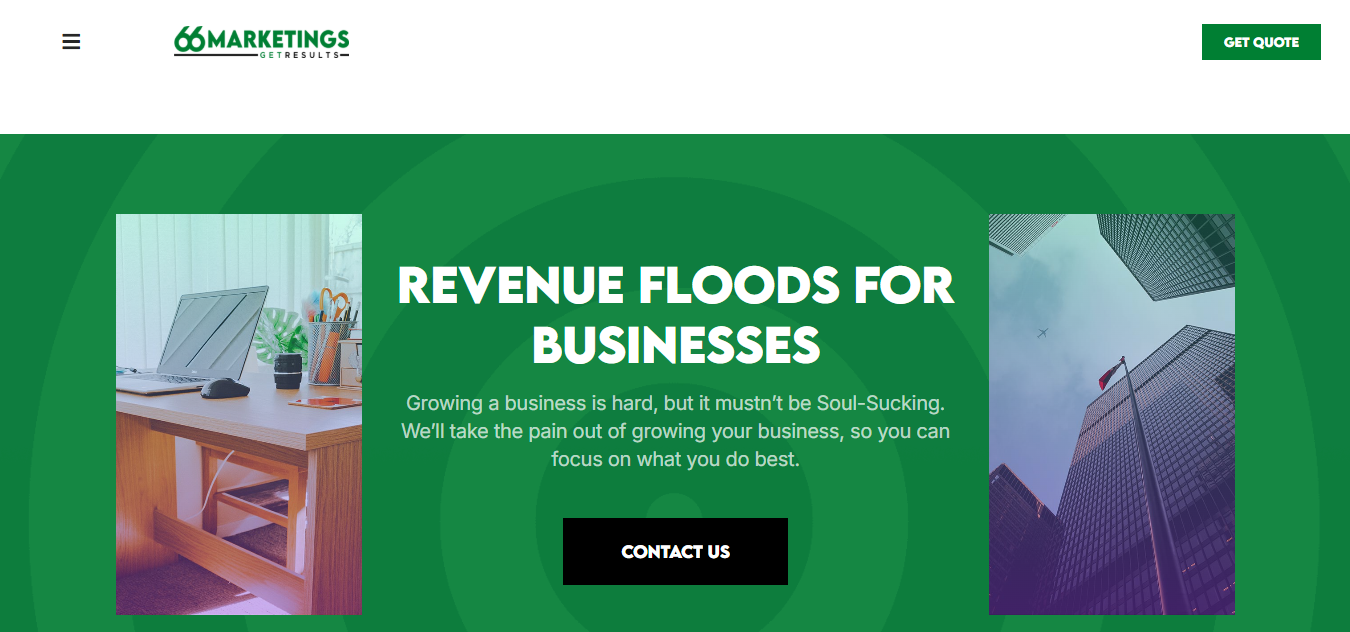 66MARKETINGS
GETRESULTS
GET QUOTE
REVENUE FLOODS FOR
BUSINESSES
Growing a business is hard, but it mustn’t be Soul-Sucking.
We’ll take the pain out of growing your business, so you can
focus on what you do best.
CONTACT US